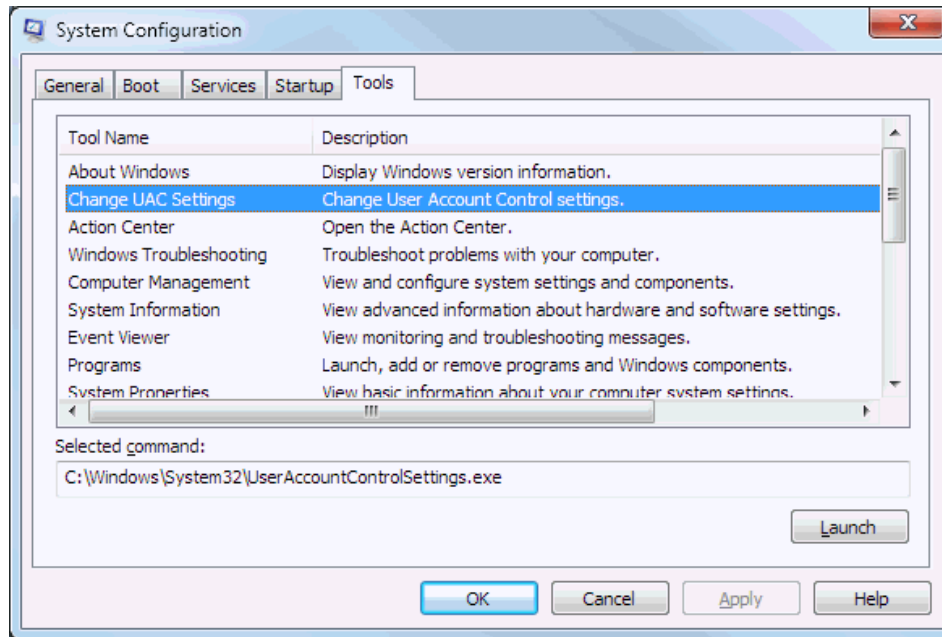 System Configuration
General Boot Services Startup Tools
Tool Name Description
About Windows Display Windows version information.
Change UAC Settings Change User Account Control settings.
Action Center Open the Action Center.
Windows Troubleshooting Troubleshoot problems with your computer.
Computer Management View and configure system settings and components.
System Information View advanced information about hardware and software settings.
Event Viewer View monitoring and troubleshooting messages.
Programs Launch, add or remove programs and Windows components.
System Properties View basic information about your computer system settings.
Selected command:
C:\Windows\System32\UserAccountControlSettings.exe
Launch
OK Cancel Apply Help